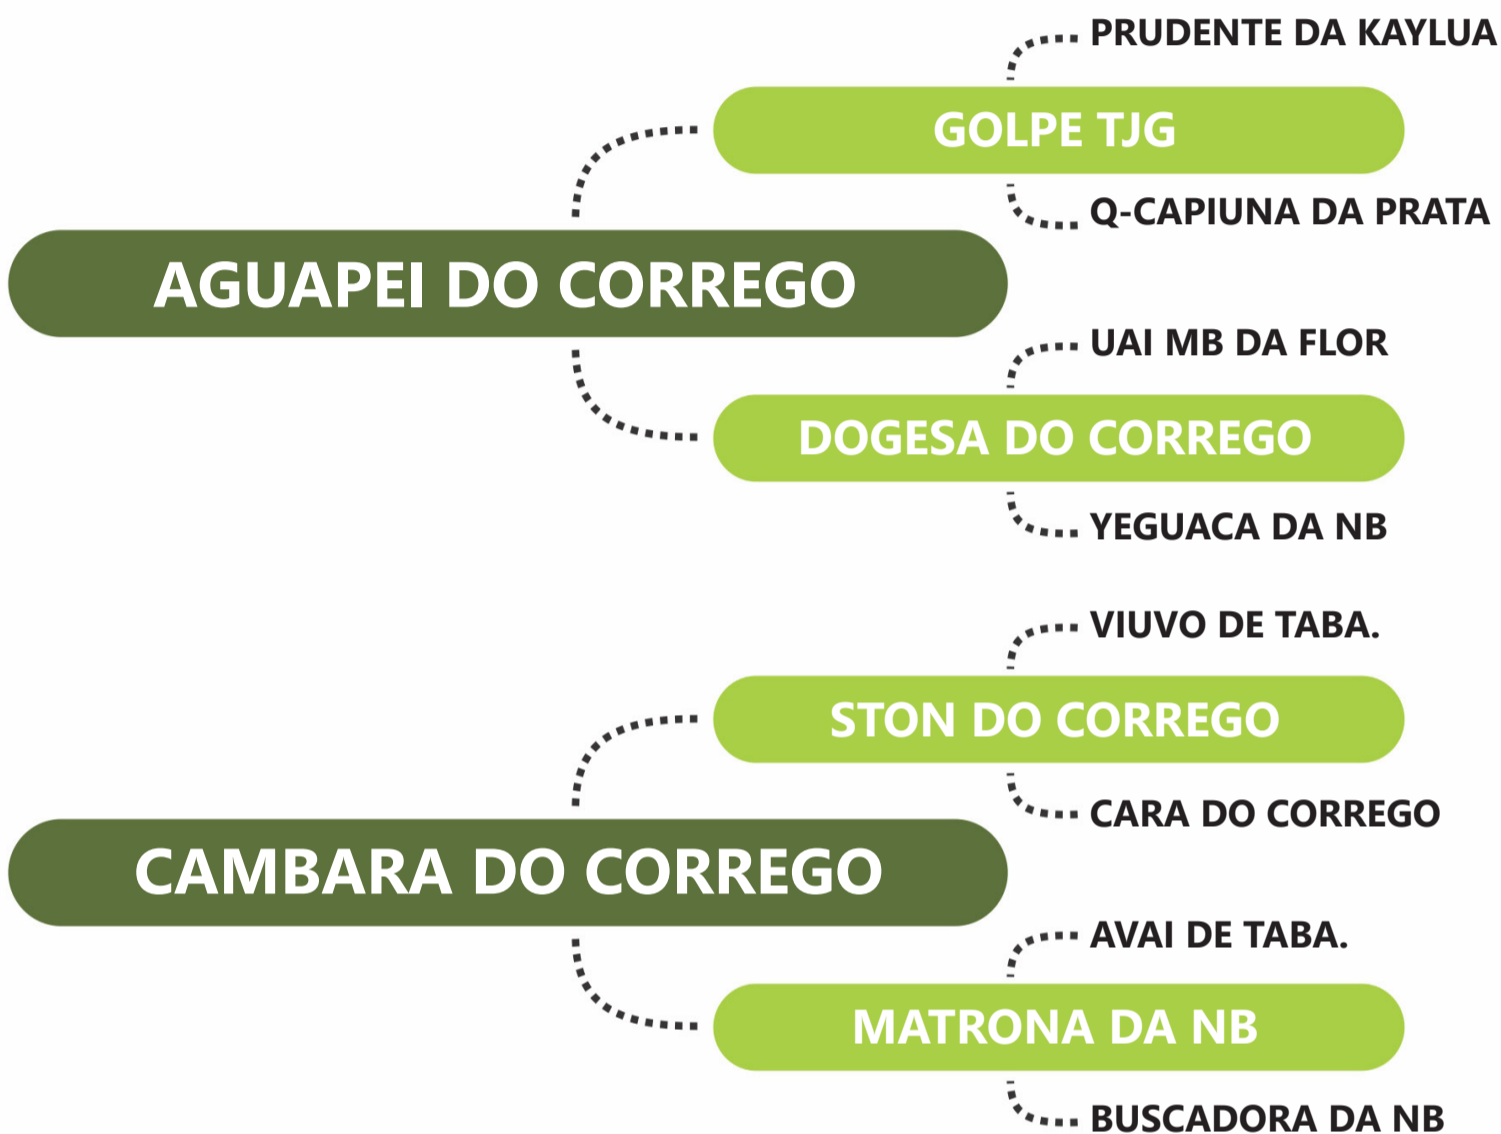 PRUDENTE DA KAYLUA
GOLPE TJG
Q-CAPIUNA DA PRATA
AGUAPEI DO CORREGO
UAI MB DA FLOR
DOGESA DO CORREGO
YEGUACA DA NB
VIUVO DE TABA.
STON DO CORREGO
CARA DO CORREGO
CAMBARA DO CORREGO
AVAI DE TABA.
MATRONA DA NB
BUSCADORA DA NB